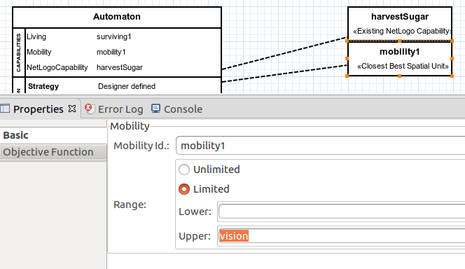 Automaton
CAPABILITIES
Living surviving1
Mobility mobility1
NetLogoCapability harvestSugar
Strategy Designer defined
harvestSugar
«Existing NetLogo Capability
mobility1
«Closest Best Spatial Unit»
Properties Error Log Console
Basic
Objective Function
Mobility
Mobility Id.: mobility1
Unlimited
Limited
Range:
Lower:
Upper: vision